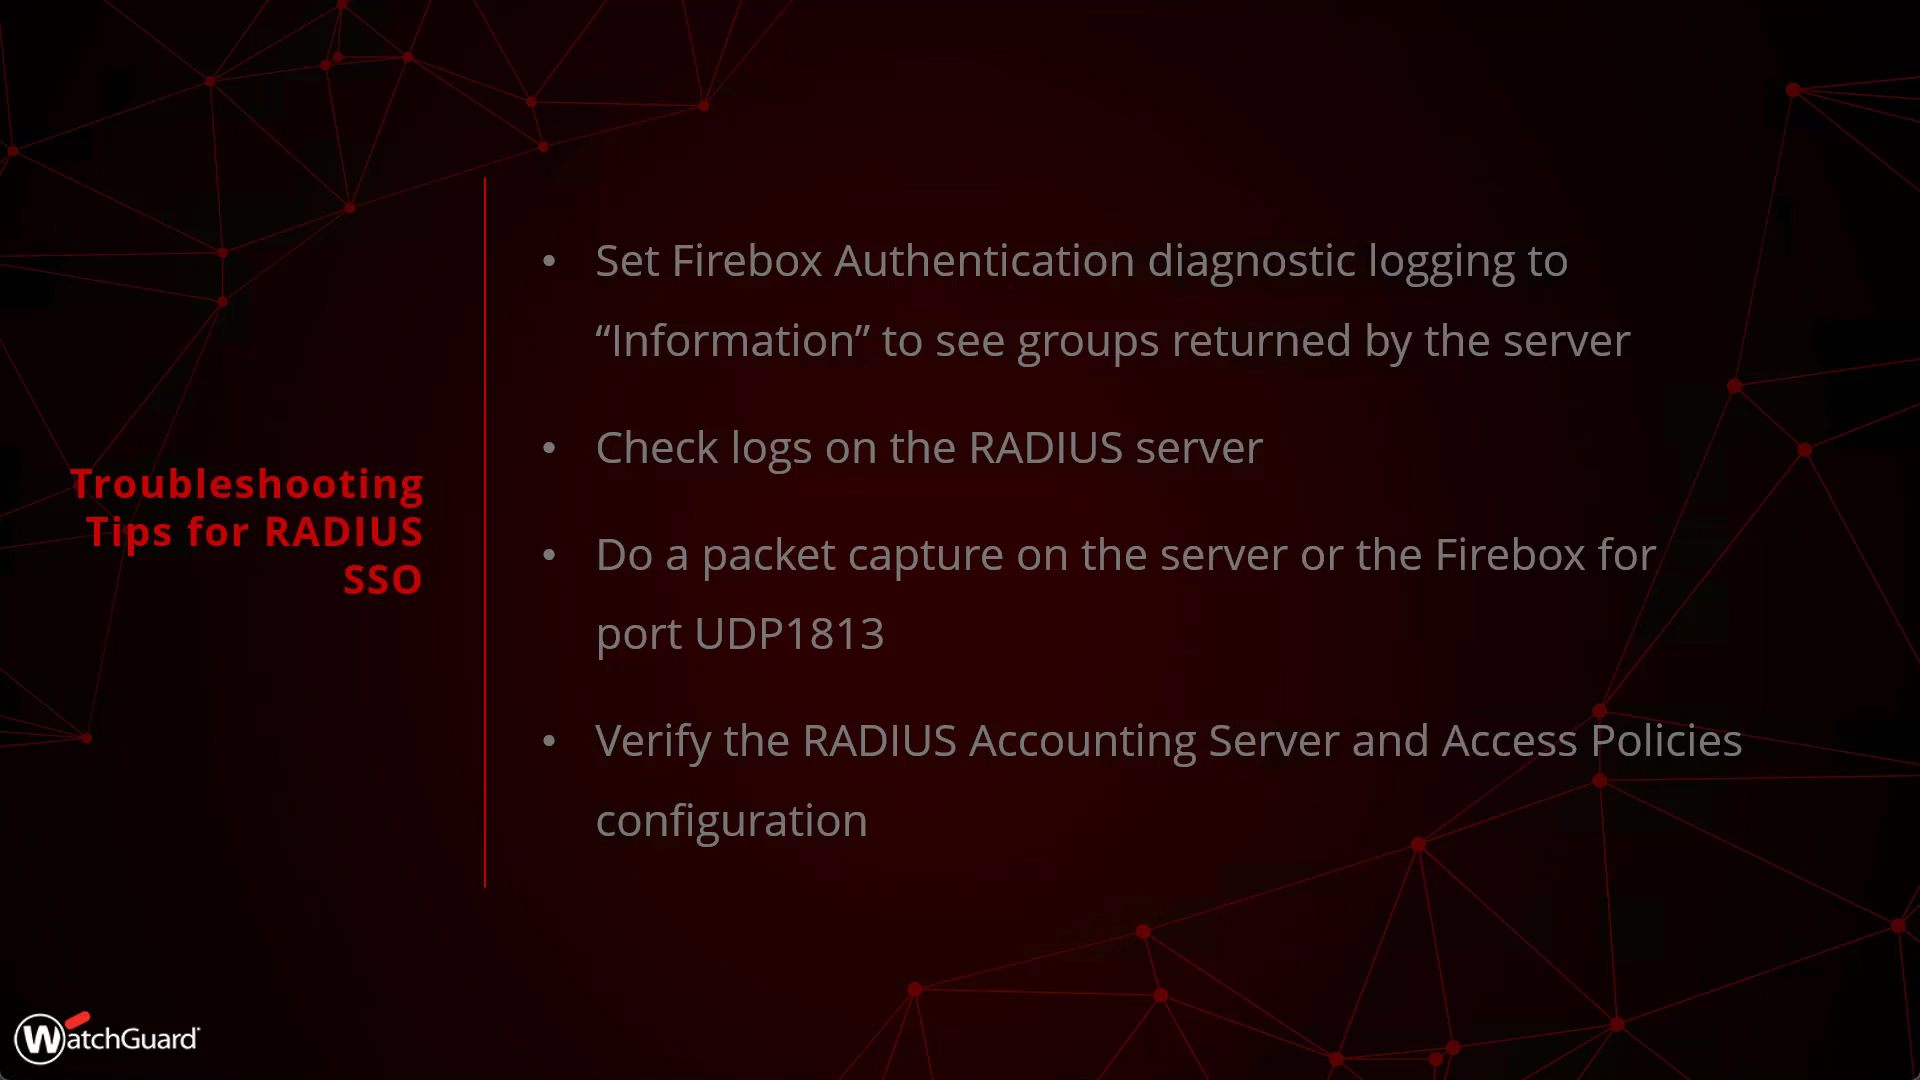 Troubleshooting
Tips for RADIUS
SSO
• Set Firebox Authentication diagnostic logging to
“Information” to see groups returned by the server
• Check logs on the RADIUS server
• Do a packet capture on the server or the Firebox for
port UDP1813
• Verify the RADIUS Accounting Server and Access Policies
configuration
WatchGuard